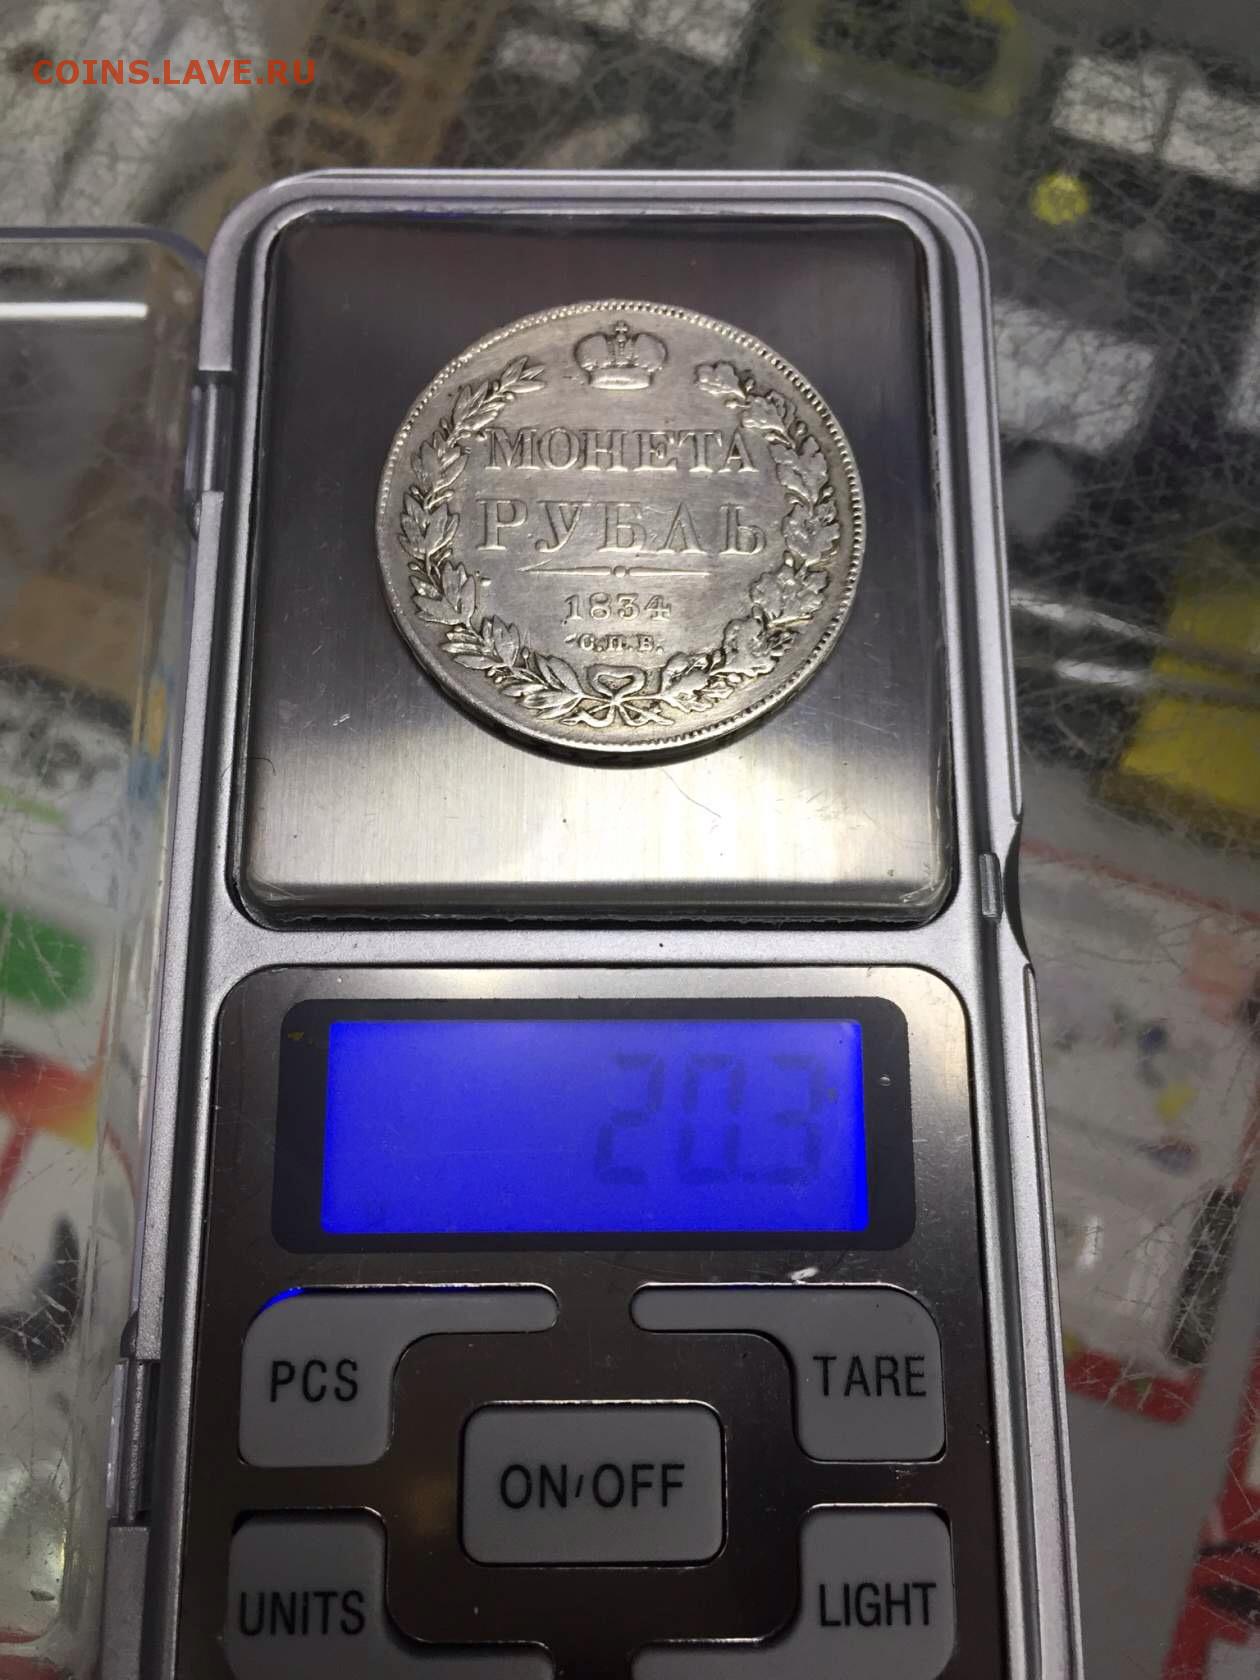 COINS.LAVE.RU
МОНЕТА
РУБЛЬ
1834
С.П.Б.
20.3
PCS
TARE
ON/OFF
UNITS
LIGHT